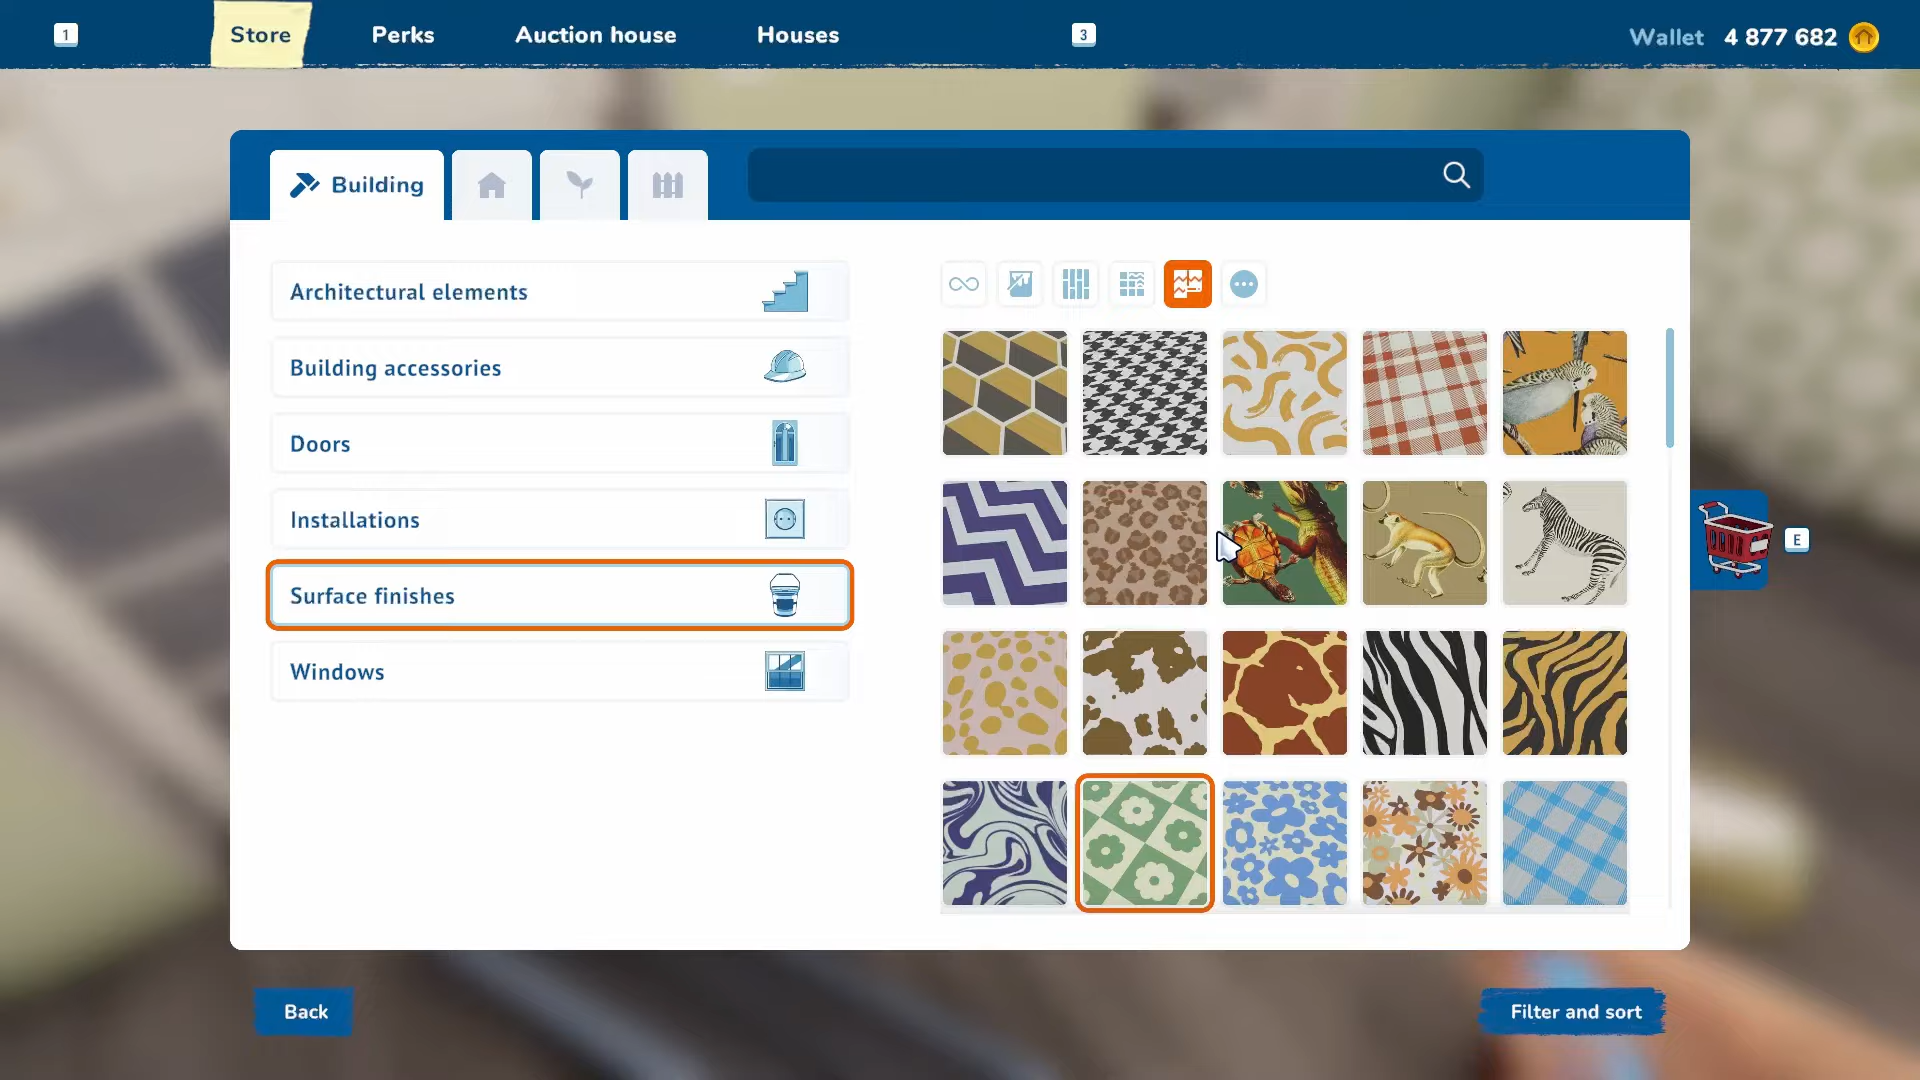 1
Store
Perks
Auction house
Houses
3
Wallet 4 877 682
Building
Architectural elements
Building accessories
Doors
Installations
Surface finishes
Windows
E
Back
Filter and sort